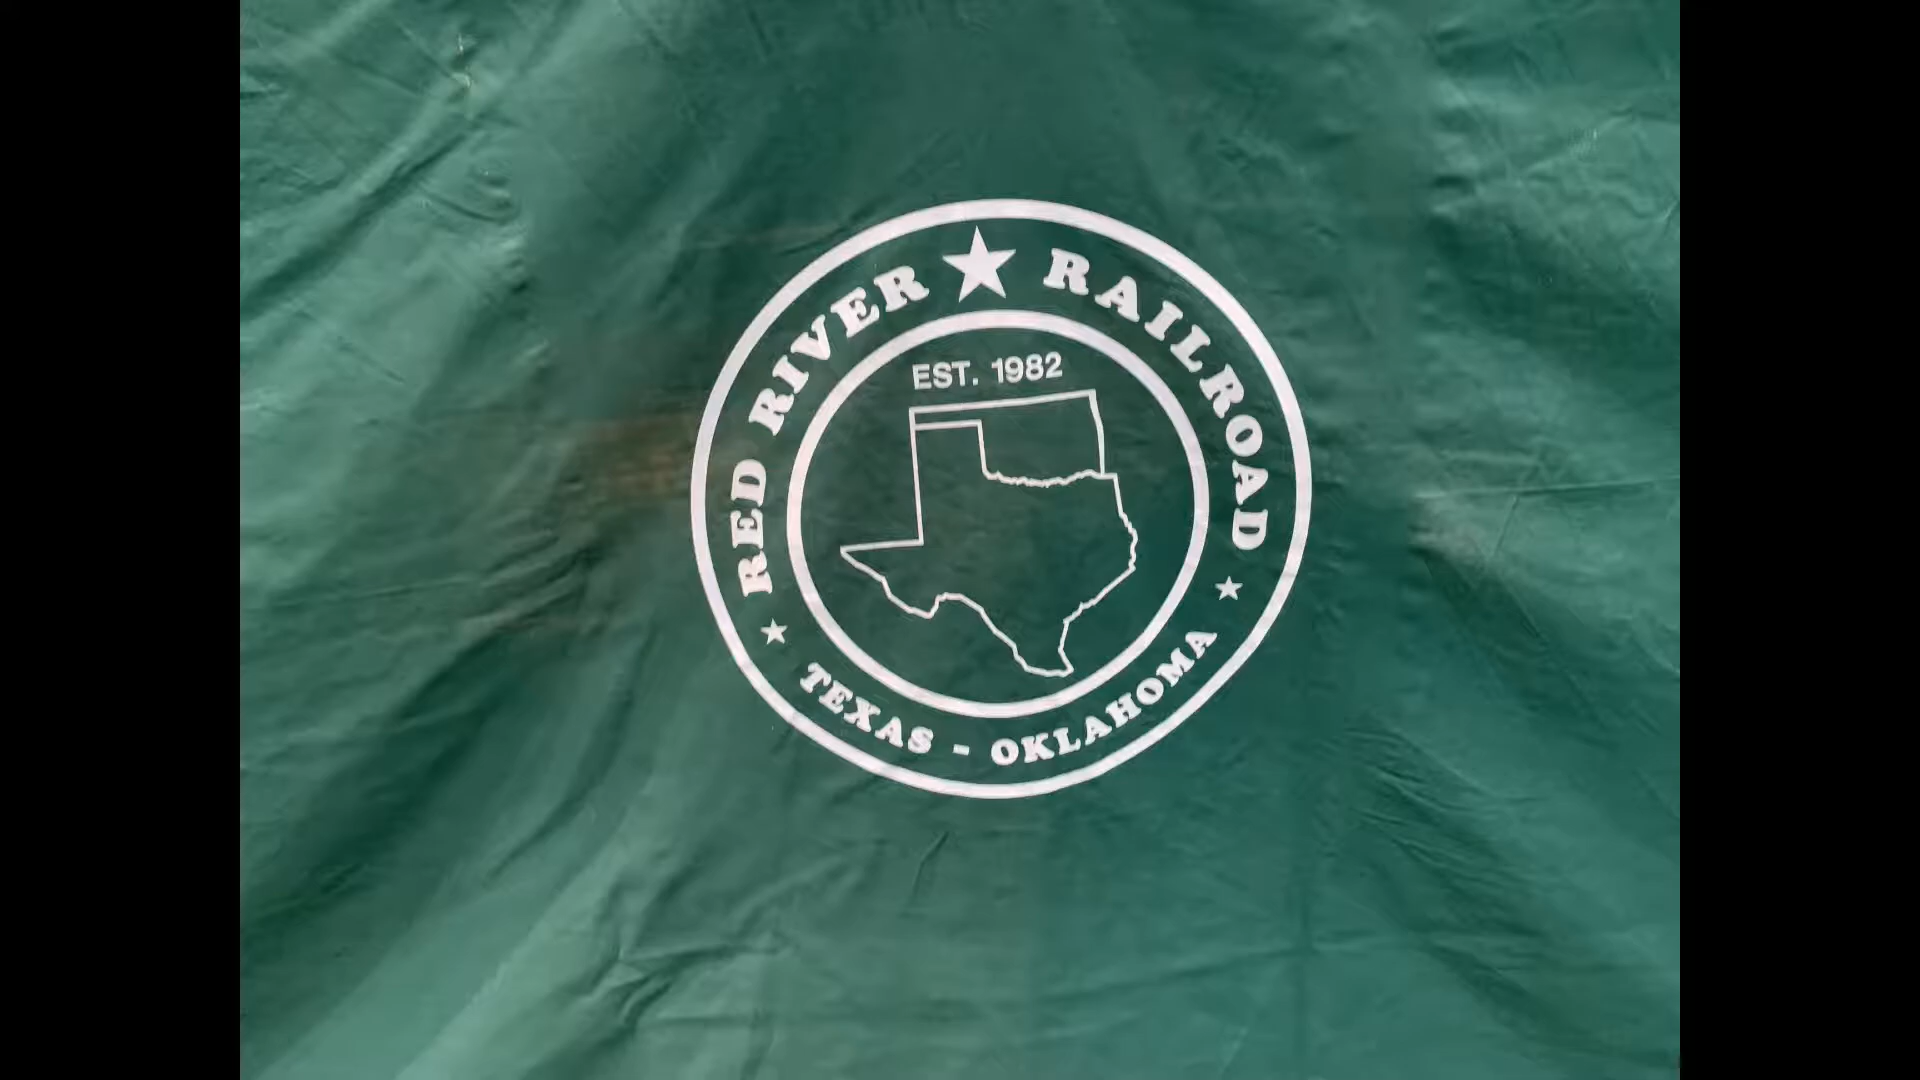 RED RIVER ★ RAILROAD
EST. 1982
★ TEXAS - OKLAHOMA ★